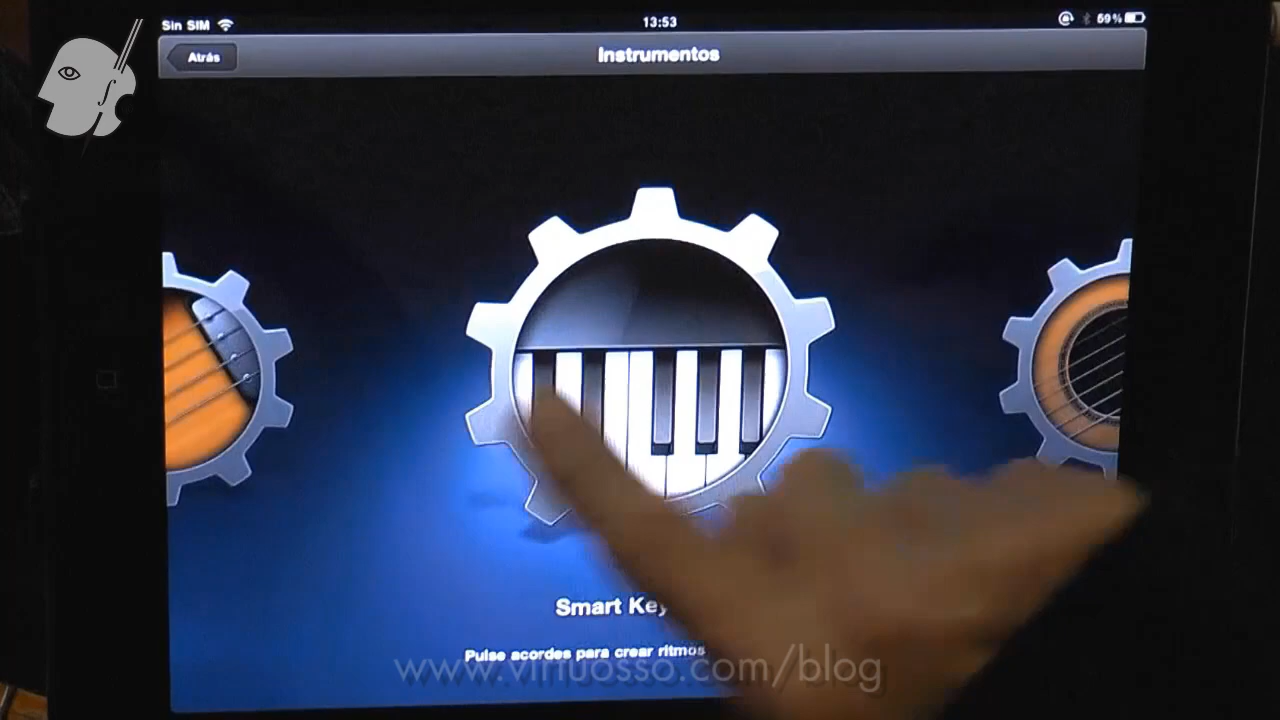 Sin SIM 13:53 59%
Atrás Instrumentos
Smart Key
Pulse acordes para crear ritmos
www.virtuosso.com/blog